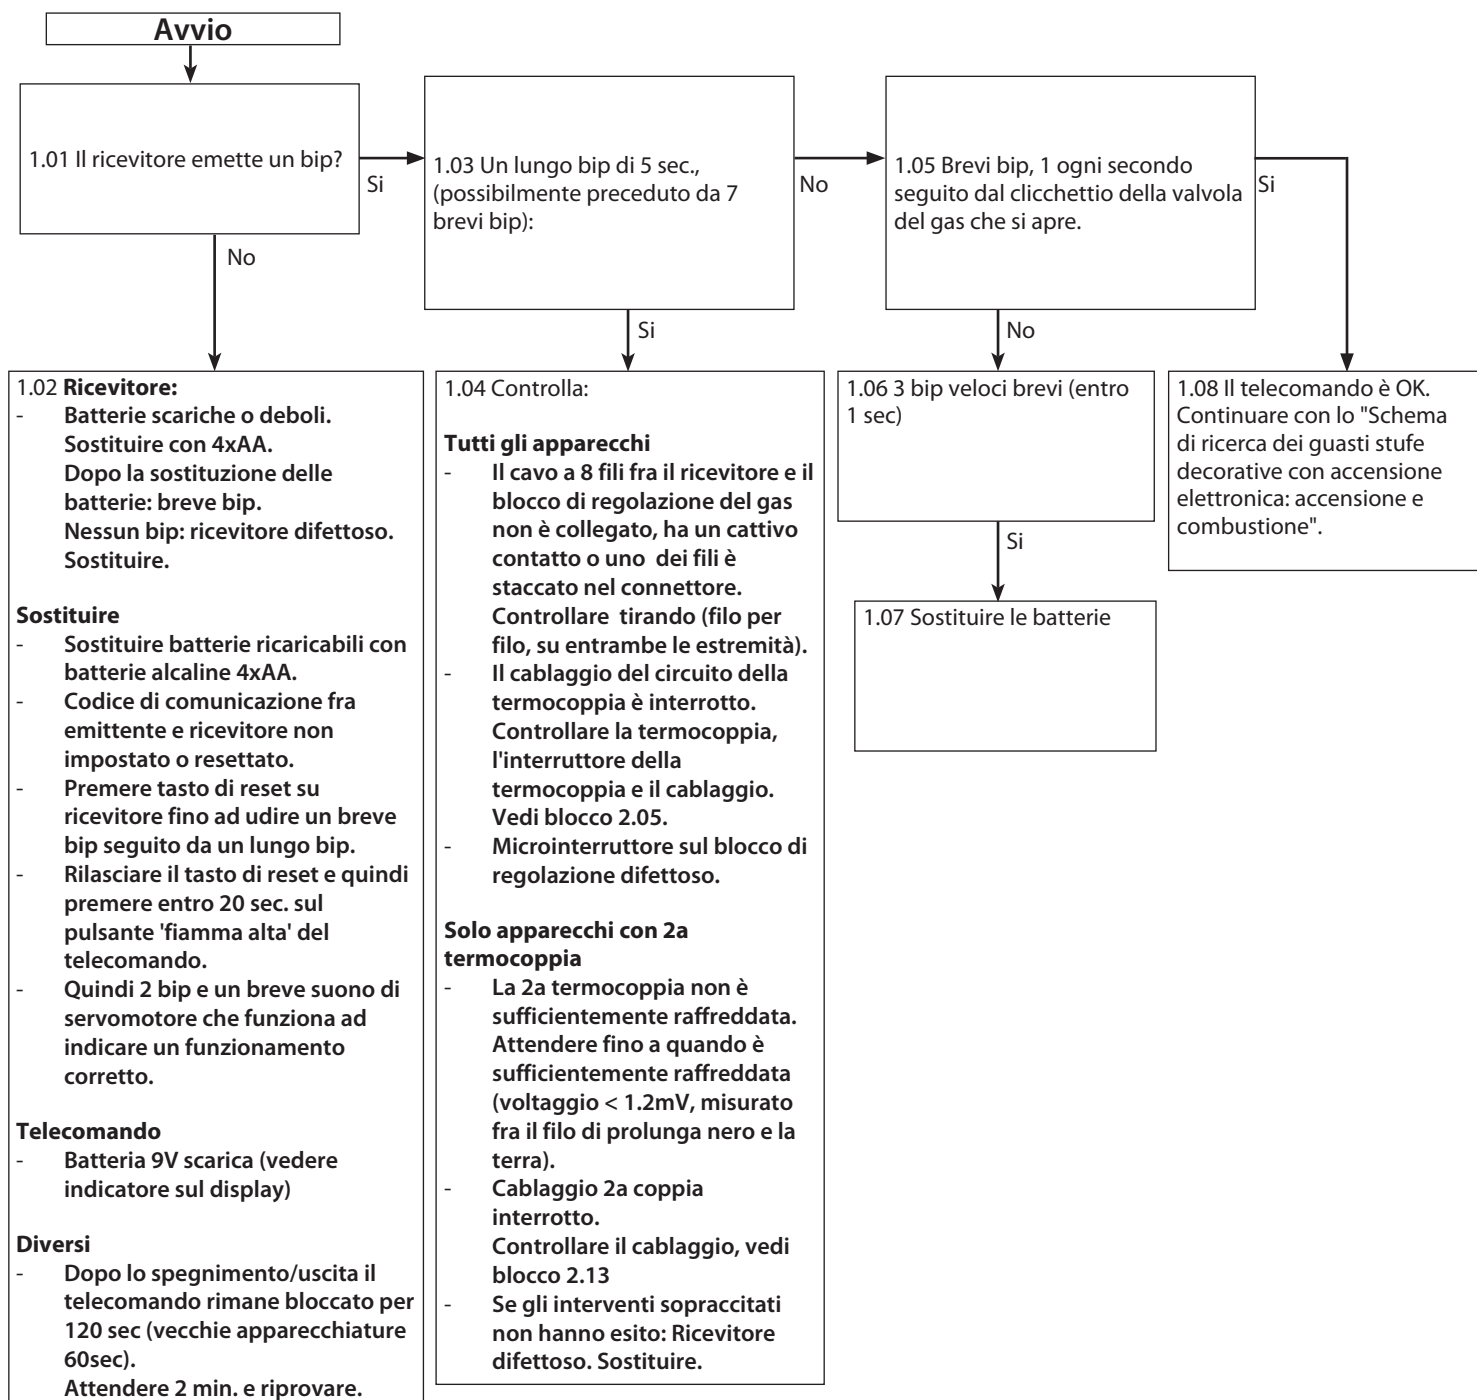 Avvio
1.01 Il ricevitore emette un bip?
Si
No
1.03 Un lungo bip di 5 sec.,
(possibilmente preceduto da 7
brevi bip):
No
Si
1.05 Brevi bip, 1 ogni secondo
seguito dal clicchettio della valvola
del gas che si apre.
Si
No
1.02 Ricevitore:
- Batterie scariche o deboli.
Sostituire con 4xAA.
Dopo la sostituzione delle
batterie: breve bip.
Nessun bip: ricevitore difettoso.
Sostituire.
Sostituire
- Sostituire batterie ricaricabili con
batterie alcaline 4xAA.
- Codice di comunicazione fra
emittente e ricevitore non
impostato o resettato.
- Premere tasto di reset su
ricevitore fino ad udire un breve
bip seguito da un lungo bip.
- Rilasciare il tasto di reset e quindi
premere entro 20 sec. sul
pulsante 'fiamma alta' del
telecomando.
- Quindi 2 bip e un breve suono di
servomotore che funziona ad
indicare un funzionamento
corretto.
Telecomando
- Batteria 9V scarica (vedere
indicatore sul display)
Diversi
- Dopo lo spegnimento/uscita il
telecomando rimane bloccato per
120 sec (vecchie apparecchiature
60sec).
Attendere 2 min. e riprovare.
1.04 Controlla:
Tutti gli apparecchi
- Il cavo a 8 fili fra il ricevitore e il
blocco di regolazione del gas
non è collegato, ha un cattivo
contatto o uno dei fili è
staccato nel connettore.
Controllare tirando (filo per
filo, su entrambe le estremità).
- Il cablaggio del circuito della
termocoppia è interrotto.
Controllare la termocoppia,
l'interruttore della
termocoppia e il cablaggio.
Vedi blocco 2.05.
- Microinterruttore sul blocco di
regolazione difettoso.
Solo apparecchi con 2a
termocoppia
- La 2a termocoppia non è
sufficientemente raffreddata.
Attendere fino a quando è
sufficientemente raffreddata
(voltaggio < 1.2mV, misurato
fra il filo di prolunga nero e la
terra).
- Cablaggio 2a coppia
interrotto.
Controllare il cablaggio, vedi
blocco 2.13
- Se gli interventi sopraccitati
non hanno esito: Ricevitore
difettoso. Sostituire.
1.06 3 bip veloci brevi (entro
1 sec)
Si
1.07 Sostituire le batterie
1.08 Il telecomando è OK.
Continuare con lo "Schema
di ricerca dei guasti stufe
decorative con accensione
elettronica: accensione e
combustione".